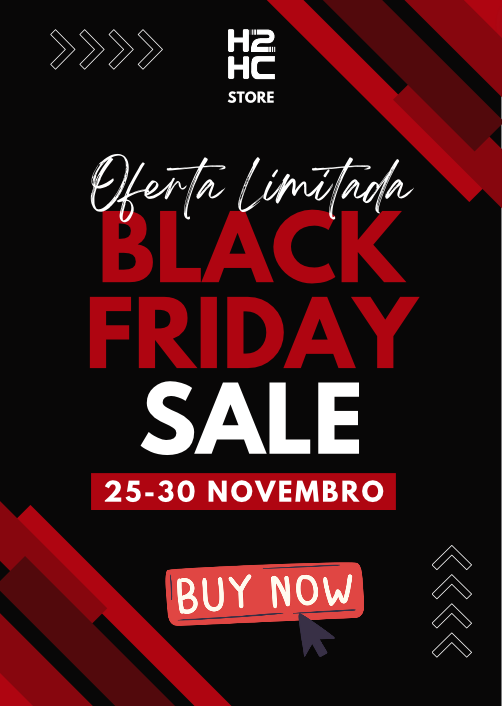 H2
HC
STORE
Oferta Limitada
BLACK
FRIDAY
SALE
25-30 NOVEMBRO
BUY NOW